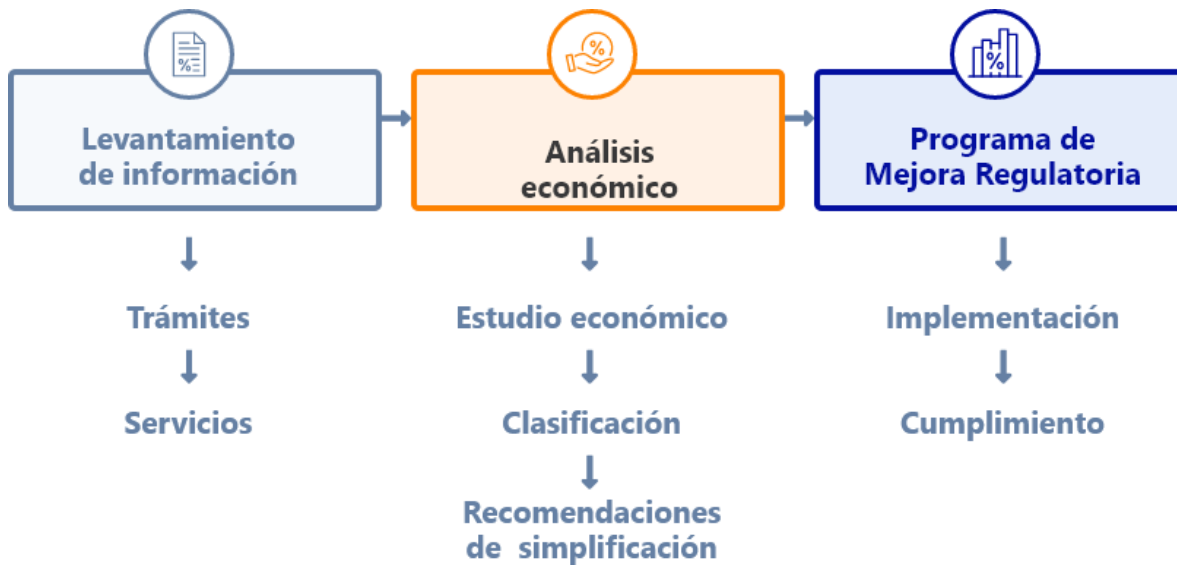 Levantamiento
de información
Análisis
económico
Programa de
Mejora Regulatoria
Trámites
Servicios
Estudio económico
Clasificación
Recomendaciones
de simplificación
Implementación
Cumplimiento
%
%
%